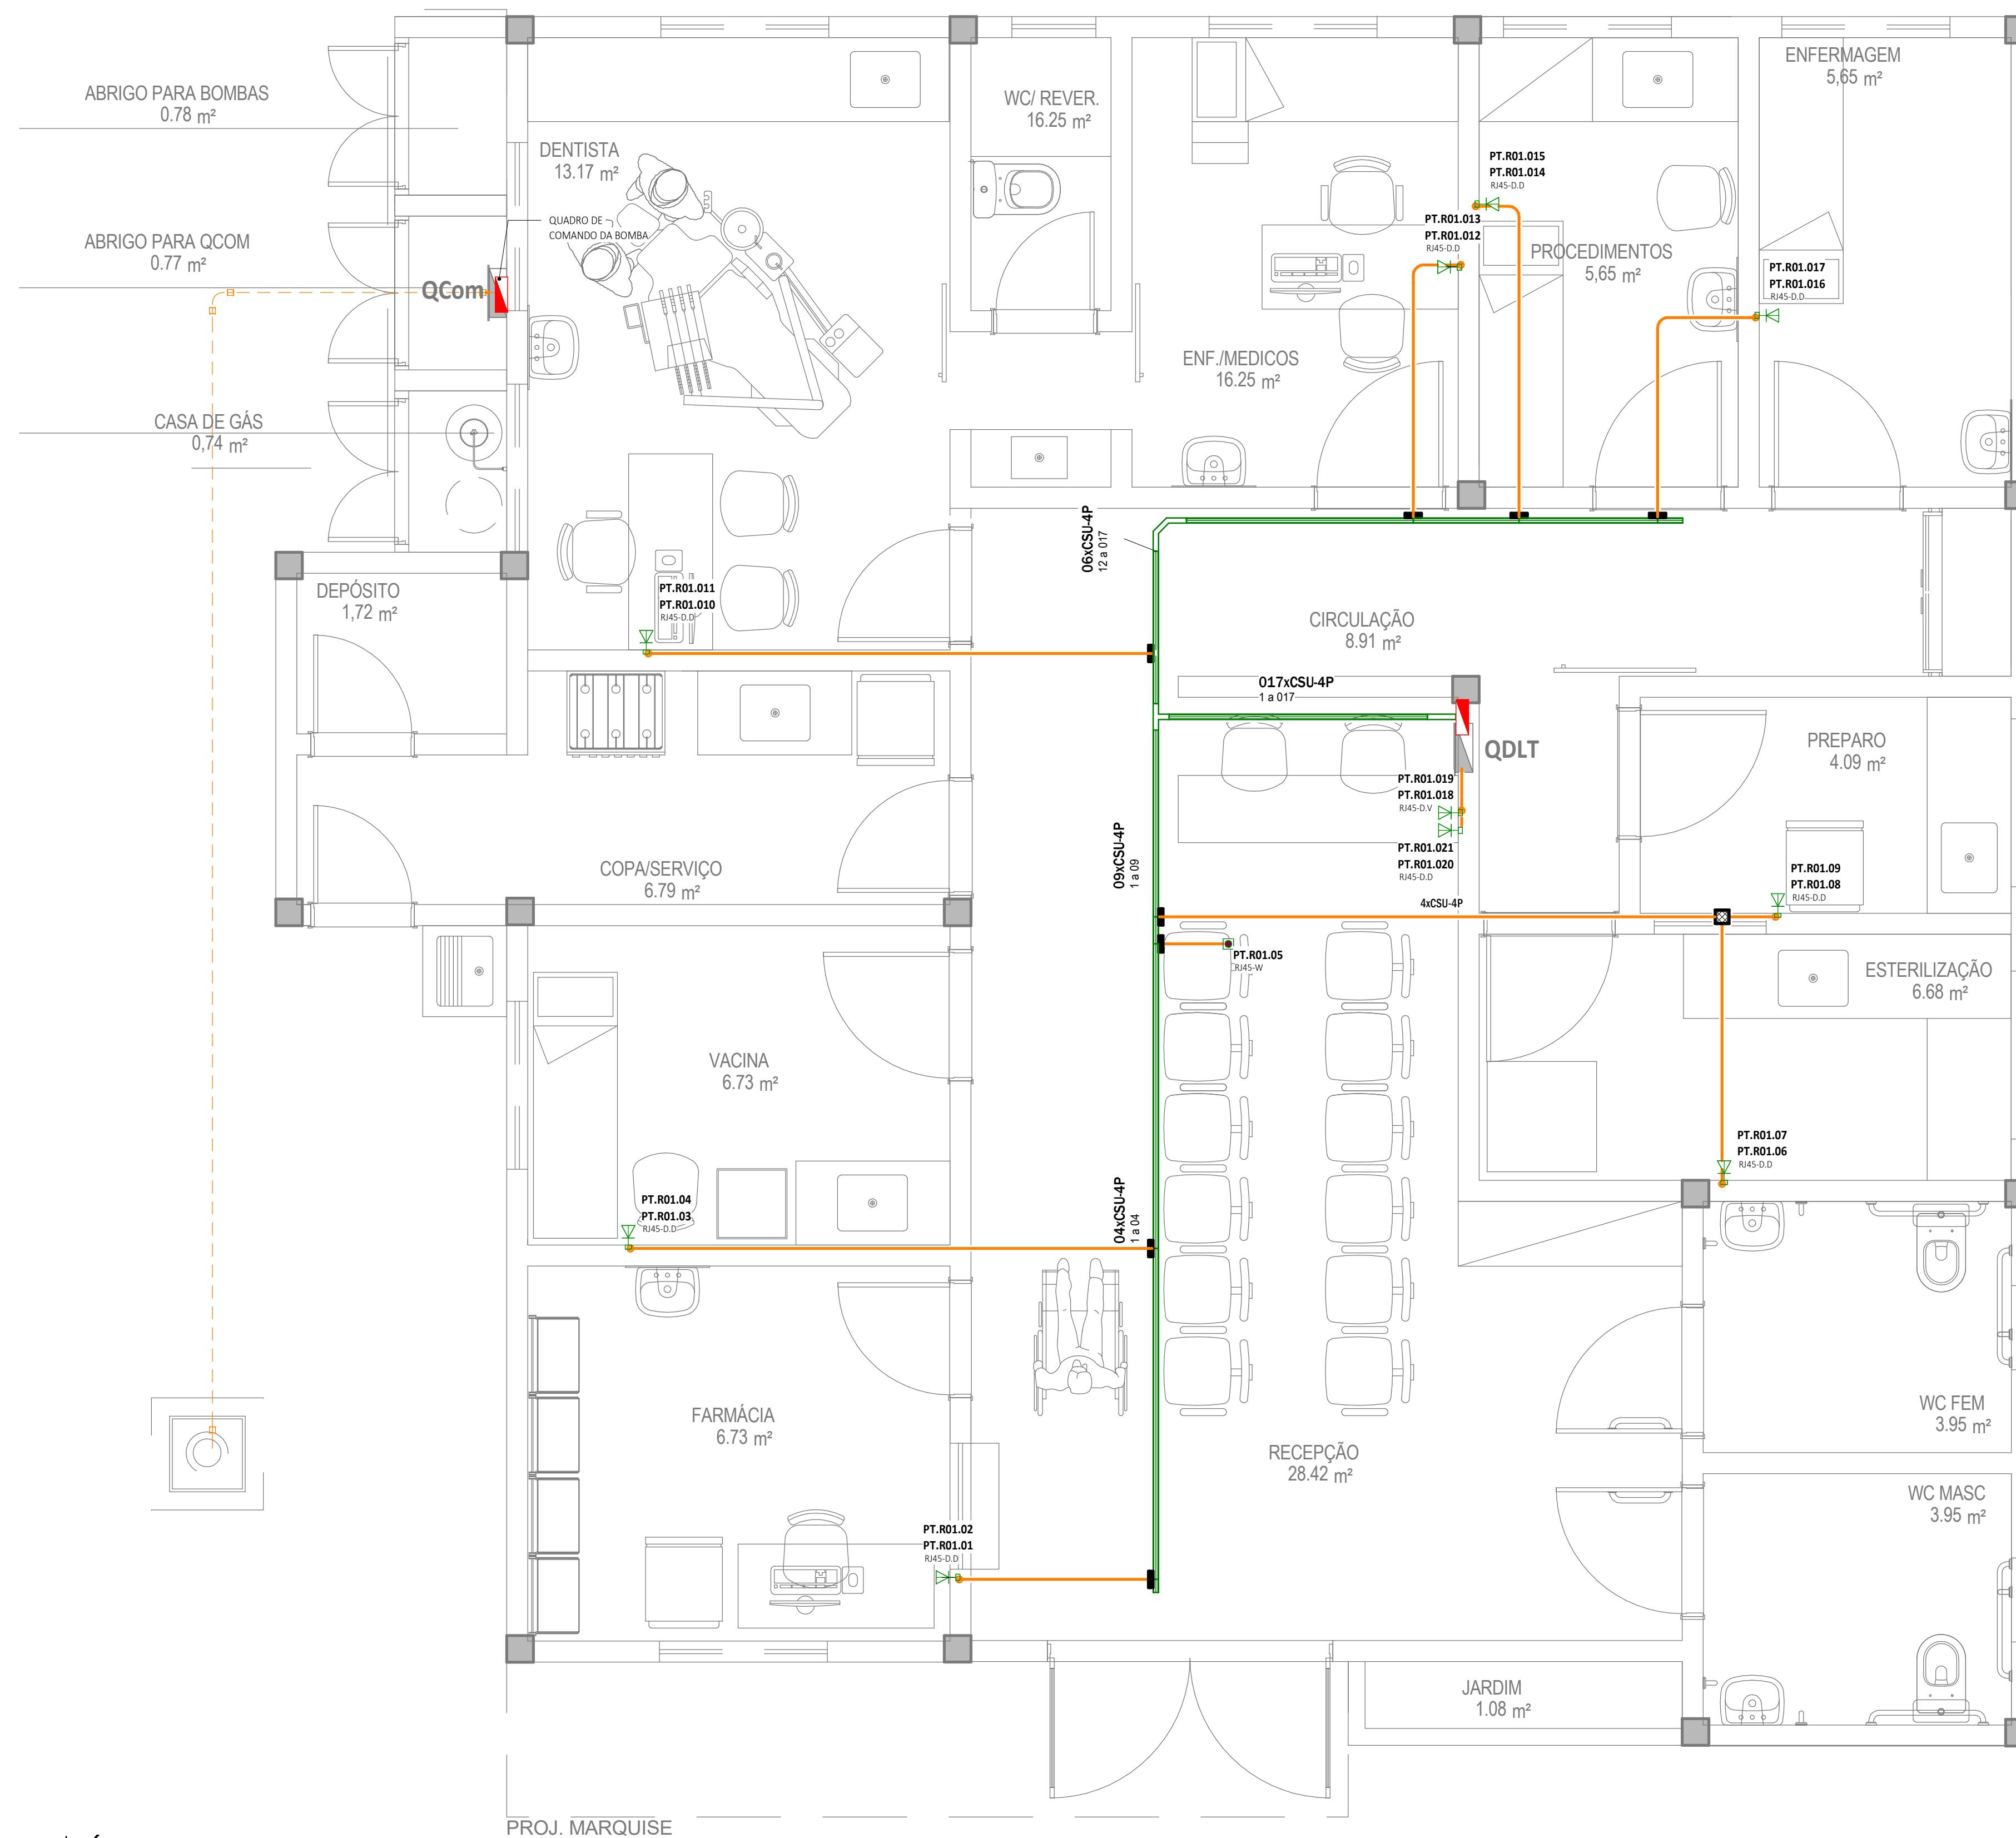 ABRIGO PARA BOMBAS
0.78 m²
ABRIGO PARA QCOM
0.77 m²
CASA DE GÁS
0,74 m²
DEPÓSITO
1,72 m²
QCom
QUADRO DE
COMANDO DA BOMBA
DENTISTA
13.17 m²
WC/ REVER.
16.25 m²
ENF./MEDICOS
16.25 m²
PT.R01.013
PT.R01.012
RJ45-D.D
PT.R01.015
PT.R01.014
RJ45-D.D
PROCEDIMENTOS
5,65 m²
ENFERMAGEM
5,65 m²
PT.R01.017
PT.R01.016
RJ45-D.D
06xCSU-4P
12 a 017
PT.R01.011
PT.R01.010
RJ45-D.D
CIRCULAÇÃO
8.91 m²
017xCSU-4P
1 a 017
QDLT
PREPARO
4.09 m²
PT.R01.019
PT.R01.018
RJ45-D.V
PT.R01.021
PT.R01.020
RJ45-D.D
COPA/SERVIÇO
6.79 m²
09xCSU-4P
1 a 09
4xCSU-4P
PT.R01.09
PT.R01.08
RJ45-D.D
PT.R01.05
RJ45-W
ESTERILIZAÇÃO
6.68 m²
VACINA
6.73 m²
PT.R01.04
PT.R01.03
RJ45-D.D
04xCSU-4P
1 a 04
PT.R01.07
PT.R01.06
RJ45-D.D
FARMÁCIA
6.73 m²
PT.R01.02
PT.R01.01
RJ45-D.D
RECEPÇÃO
28.42 m²
WC FEM
3.95 m²
WC MASC
3.95 m²
JARDIM
1.08 m²
PROJ. MARQUISE